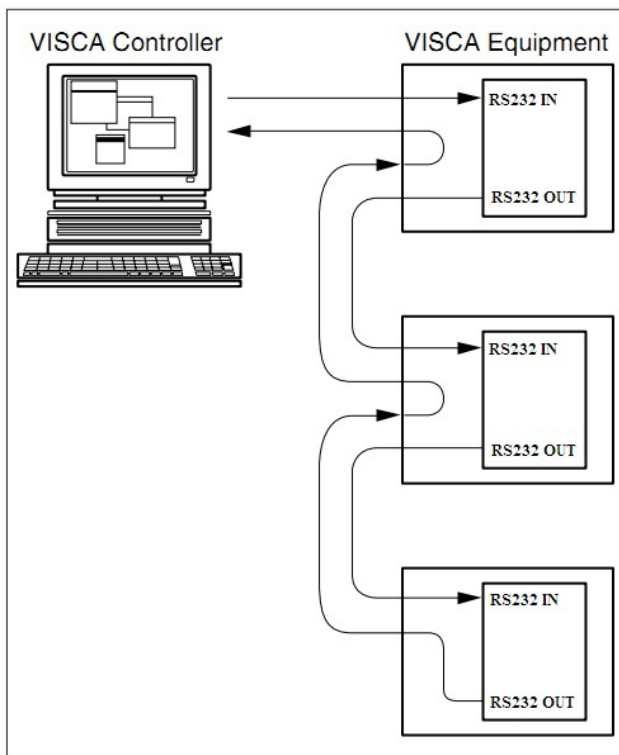 VISCA Controller
VISCA Equipment
RS232 IN
RS232 OUT
RS232 IN
RS232 OUT
RS232 IN
RS232 OUT